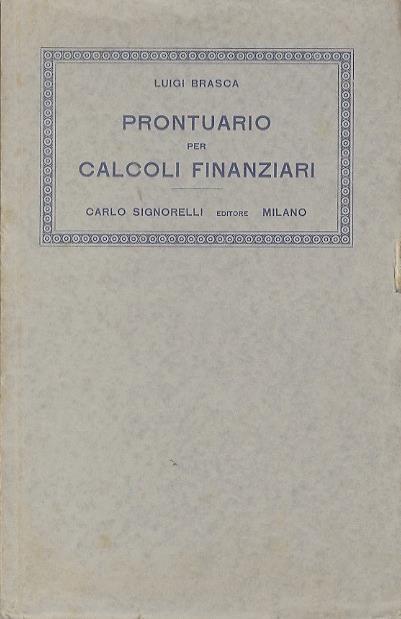 LUIGI BRASCA
PRONTUARIO
PER
CALCOLI FINANZIARI
CARLO SIGNORELLI EDITORE MILANO